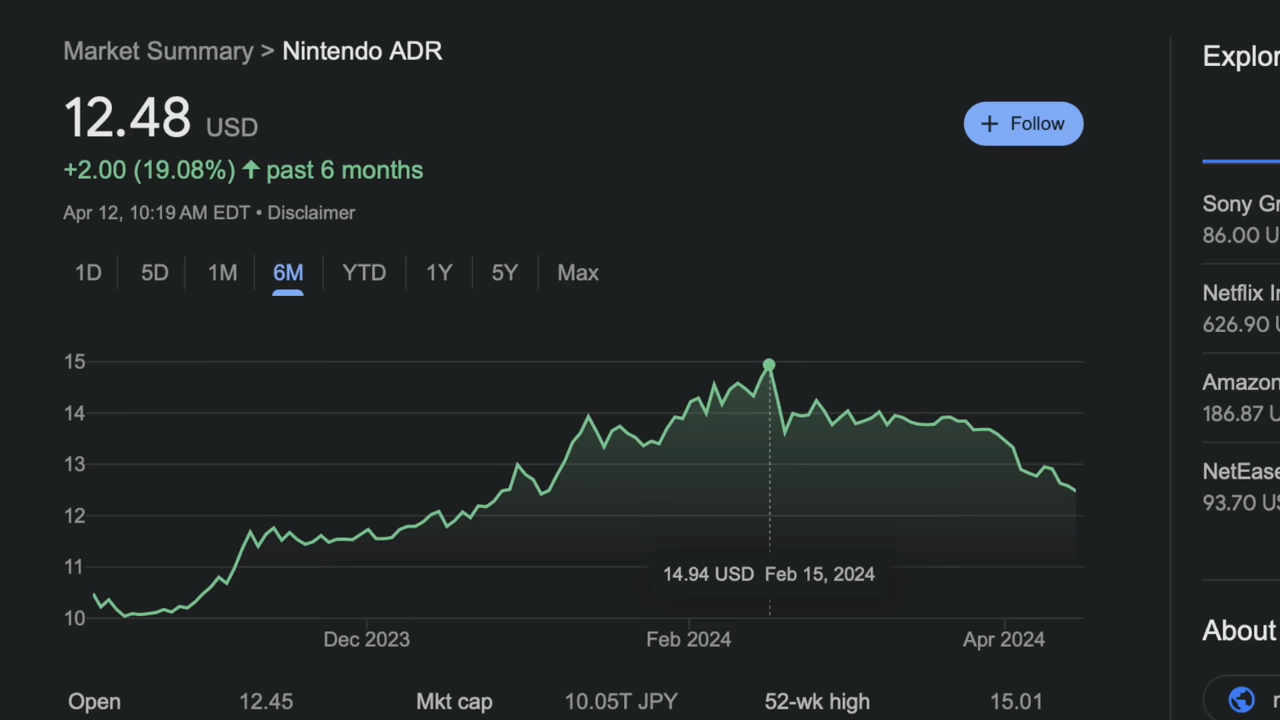 Market Summary > Nintendo ADR
12.48 USD
+ Follow
+2.00 (19.08%) ↑ past 6 months
Apr 12, 10:19 AM EDT • Disclaimer
1D 5D 1M 6M YTD 1Y 5Y Max
15
14
13
12
11
10
14.94 USD Feb 15, 2024
Dec 2023 Feb 2024 Apr 2024
Open 12.45 Mkt cap 10.05T JPY 52-wk high 15.01
Sony
86.00
Netflix
626.90
Amazon
186.87
NetEase
93.70
About